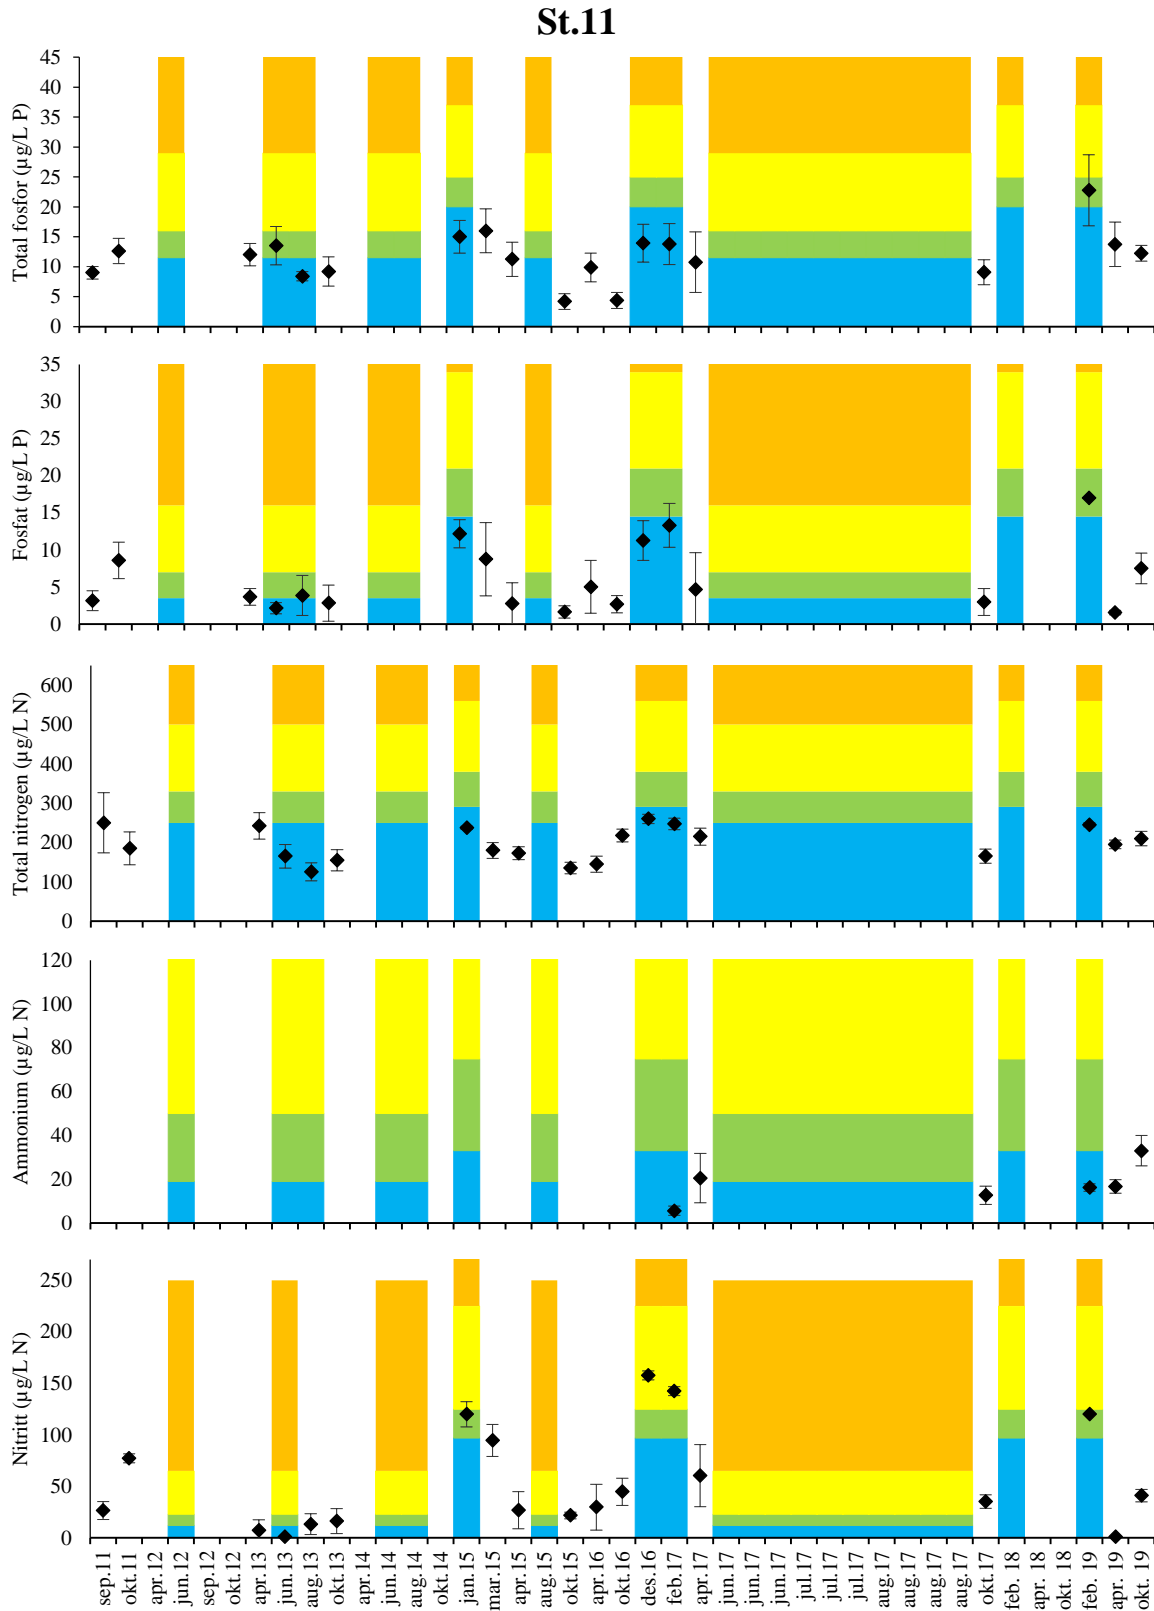 St.11
Total fosfor (µg/L P)
45
40
35
30
25
20
15
10
5
0
Fosfat (µg/L P)
35
30
25
20
15
10
5
0
Total nitrogen (µg/L N)
600
500
400
300
200
100
0
Ammonium (µg/L N)
120
100
80
60
40
20
0
Nitritt (µg/L N)
250
200
150
100
50
0
sep.11
okt.11
apr.12
jun.12
sep.12
okt.12
apr.13
jun.13
aug.13
okt.13
apr.14
jun.14
aug.14
okt.14
jan.15
mar.15
apr.15
aug.15
okt.15
apr.16
okt.16
des.16
feb.17
apr.17
jun.17
jun.17
jul.17
jul.17
jul.17
aug.17
aug.17
aug.17
aug.17
okt.17
feb. 18
apr. 18
okt. 18
feb. 19
apr. 19
okt. 19